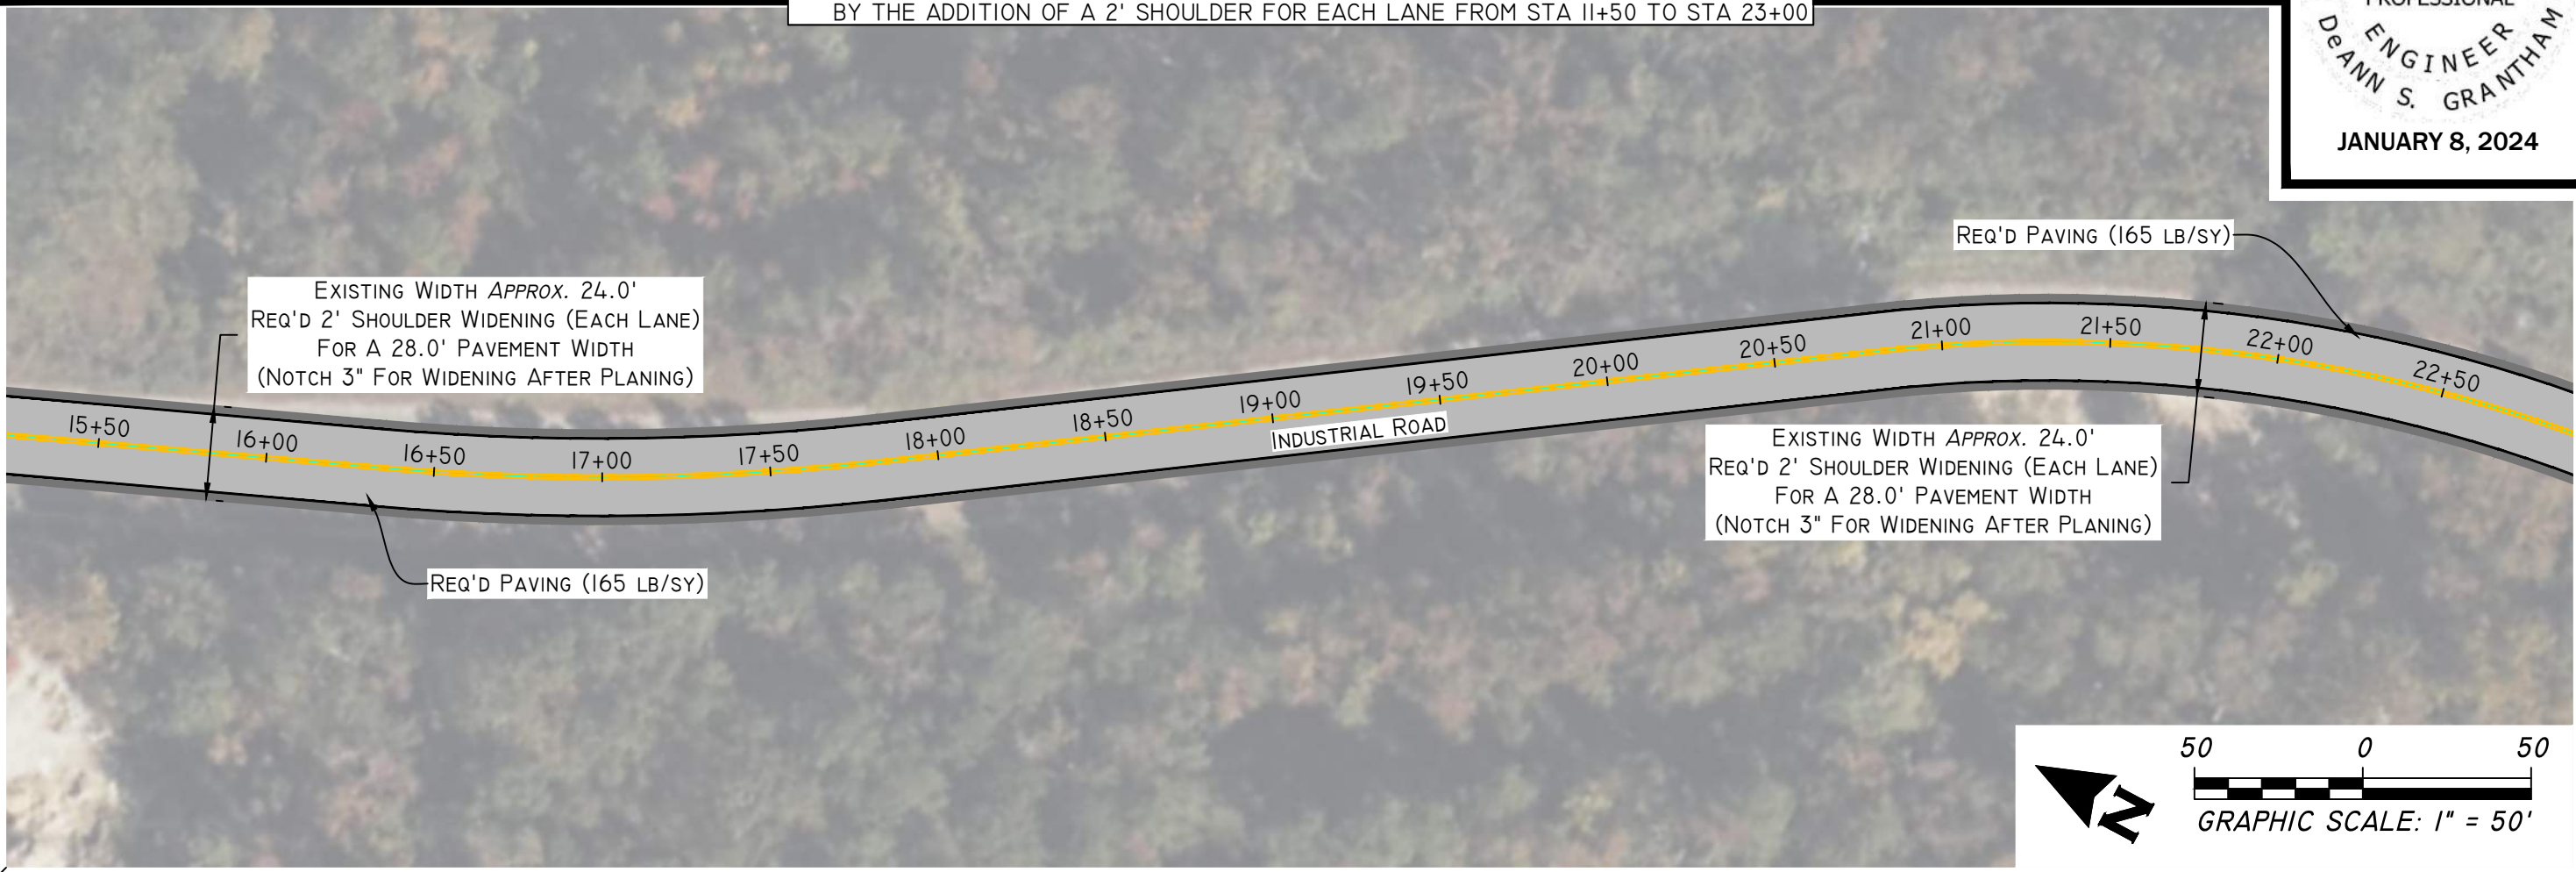 BY THE ADDITION OF A 2' SHOULDER FOR EACH LANE FROM STA 11+50 TO STA 23+00
PROFESSIONAL
ENGINEER
DeANN S. GRANTHAM
JANUARY 8, 2024
REQ'D PAVING (165 LB/SY)
EXISTING WIDTH APPROX. 24.0'
REQ'D 2' SHOULDER WIDENING (EACH LANE)
FOR A 28.0' PAVEMENT WIDTH
(NOTCH 3" FOR WIDENING AFTER PLANING)
15+50
16+00
16+50
17+00
17+50
18+00
18+50
19+00
19+50
20+00
20+50
21+00
21+50
22+00
22+50
INDUSTRIAL ROAD
EXISTING WIDTH APPROX. 24.0'
REQ'D 2' SHOULDER WIDENING (EACH LANE)
FOR A 28.0' PAVEMENT WIDTH
(NOTCH 3" FOR WIDENING AFTER PLANING)
REQ'D PAVING (165 LB/SY)
N
50 0 50
GRAPHIC SCALE: 1" = 50'